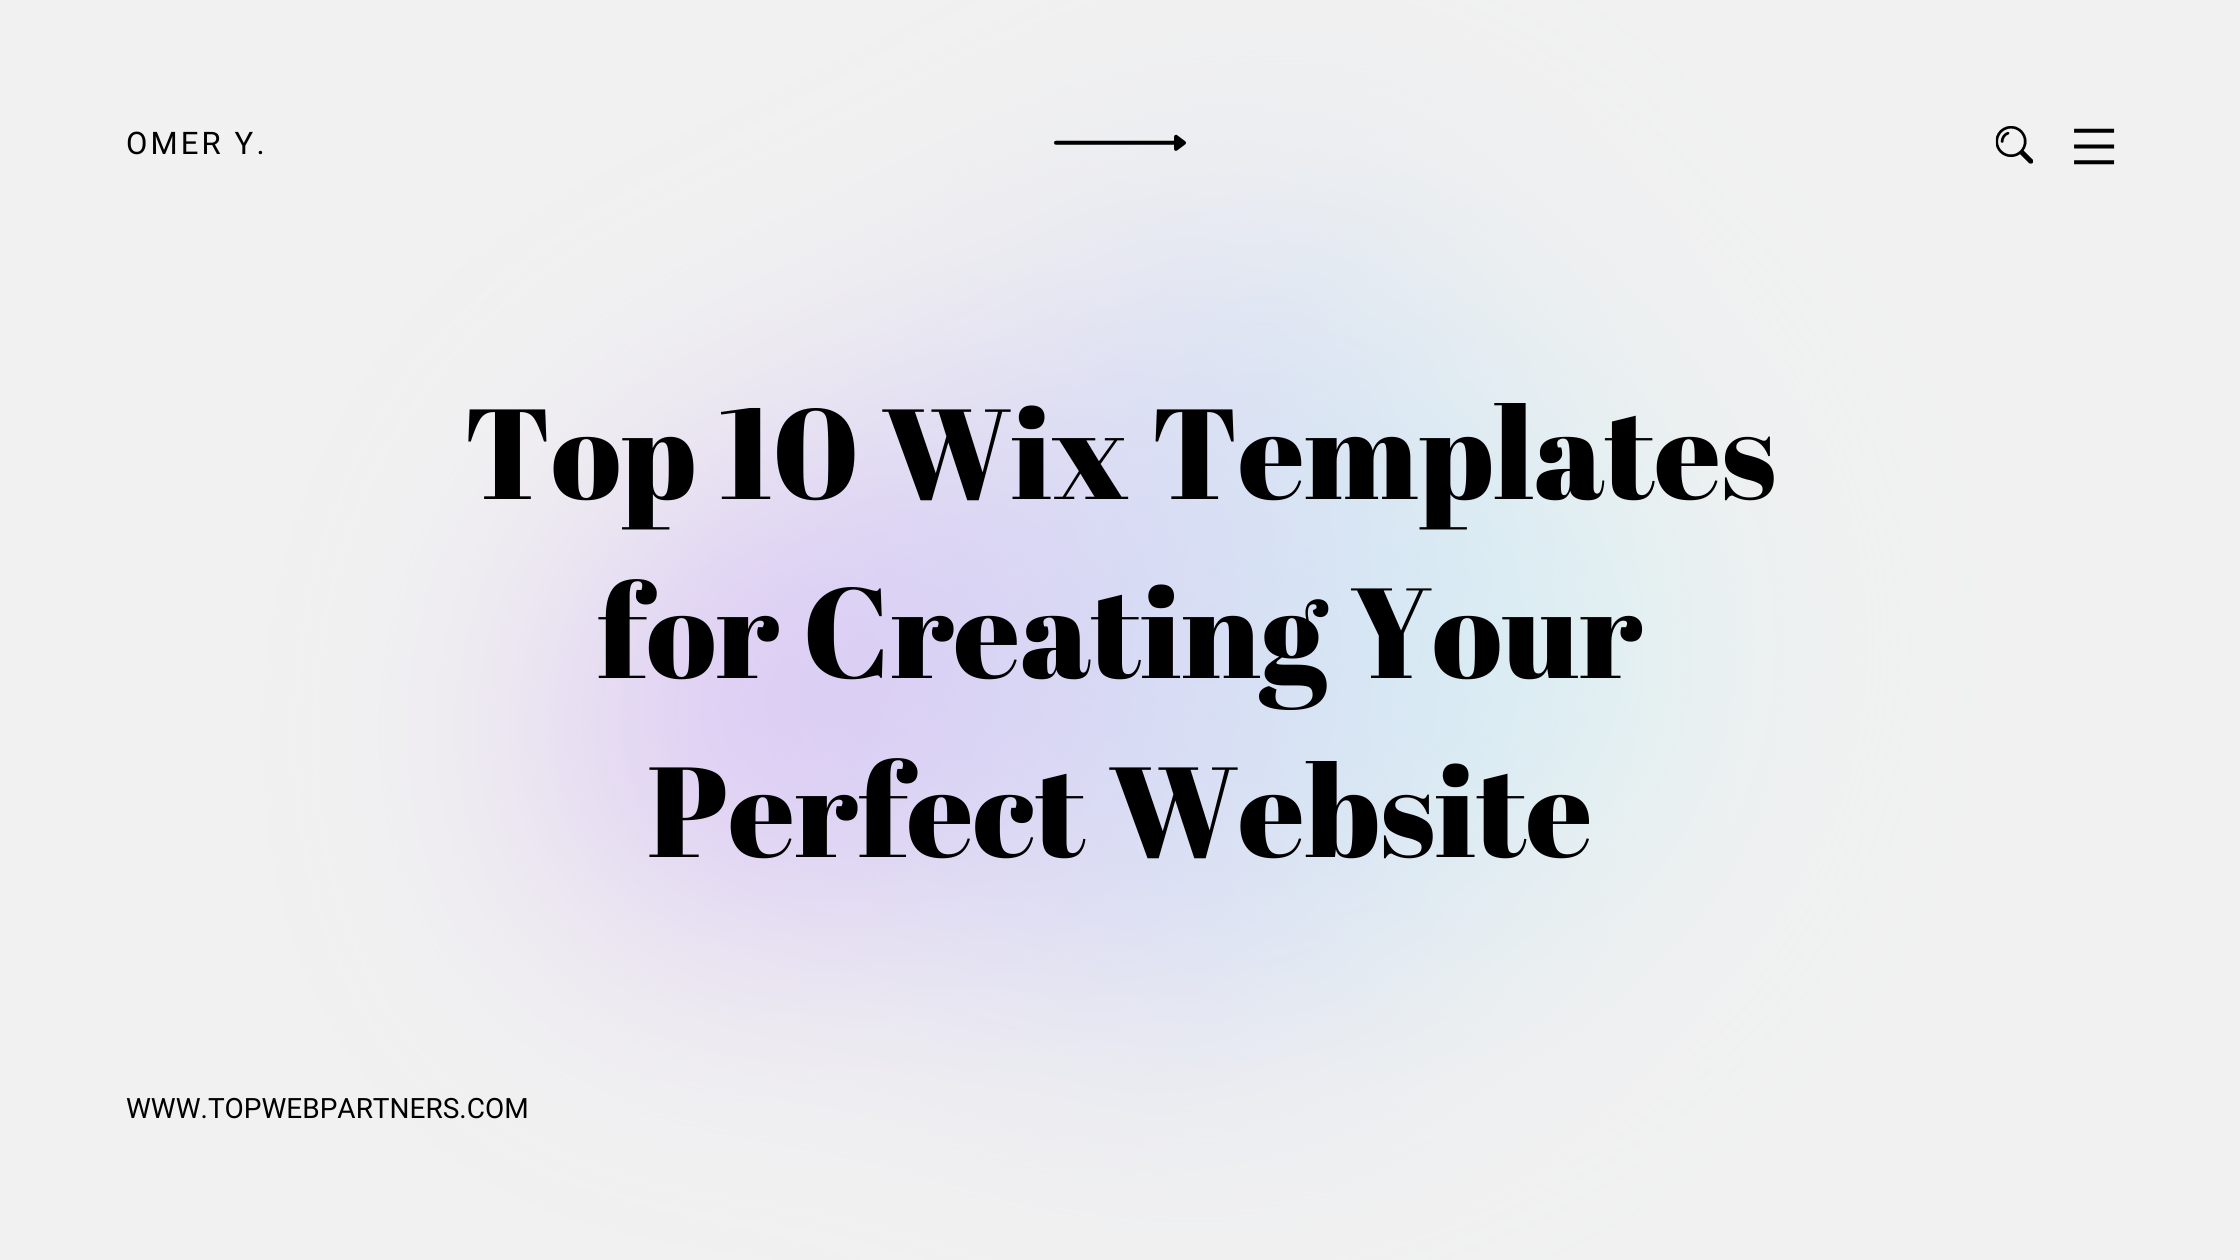 OMER Y.
Top 10 Wix Templates
for Creating Your
Perfect Website
WWW.TOPWEBPARTNERS.COM